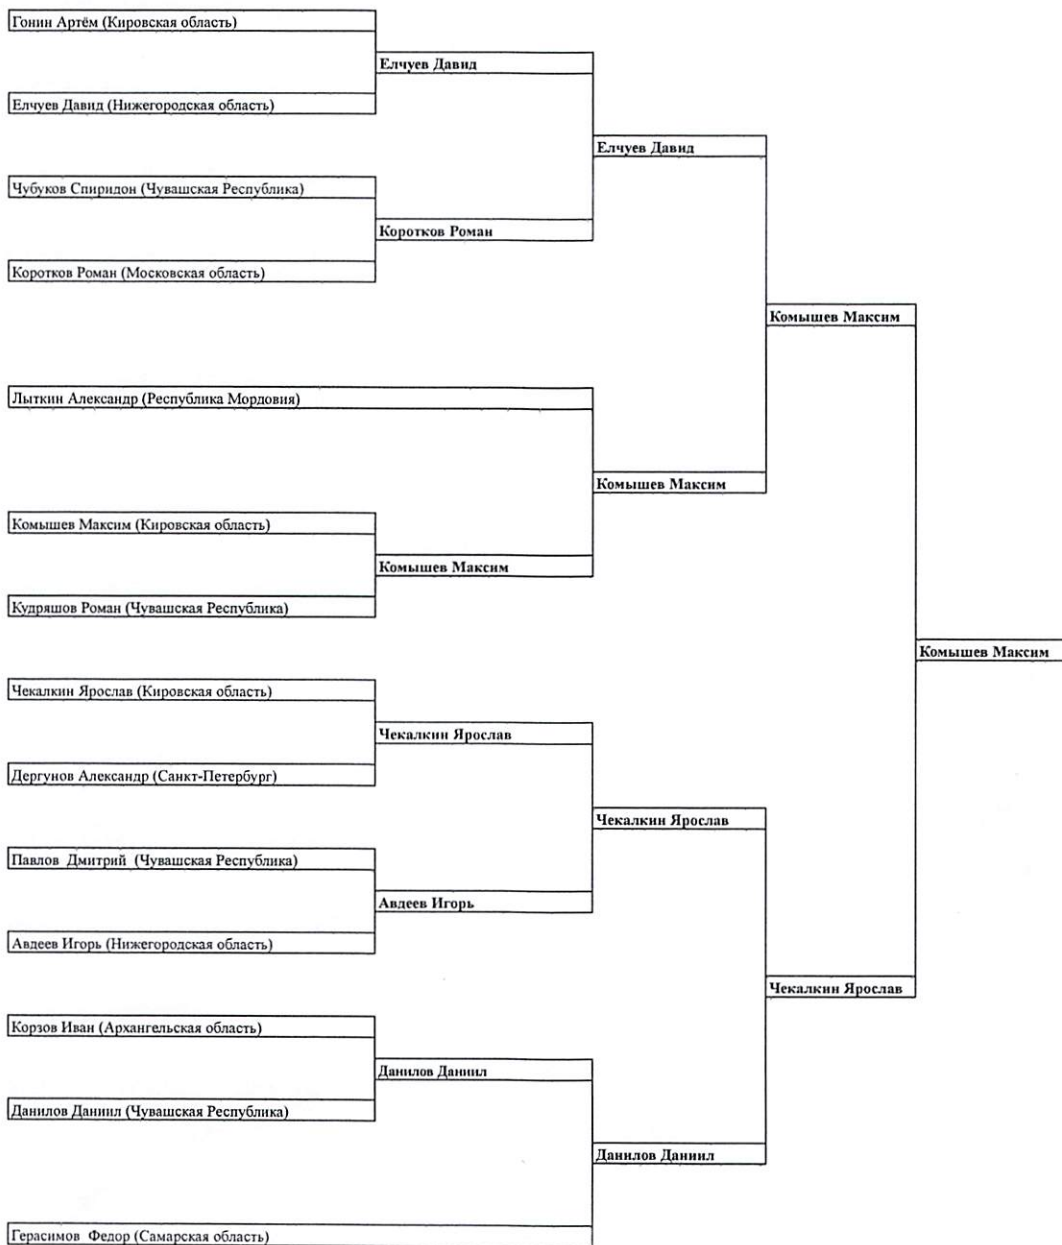 Гонин Артём (Кировская область)
Елчуев Давид
Елчуев Давид (Нижегородская область)
Елчуев Давид
Чубуков Спиридон (Чувашская Республика)
Коротков Роман
Коротков Роман (Московская область)
Комышев Максим
Лыткин Александр (Республика Мордовия)
Комышев Максим
Комышев Максим (Кировская область)
Комышев Максим
Кудряшов Роман (Чувашская Республика)
Комышев Максим
Чекалкин Ярослав (Кировская область)
Чекалкин Ярослав
Дергунов Александр (Санкт-Петербург)
Чекалкин Ярослав
Павлов Дмитрий (Чувашская Республика)
Авдеев Игорь
Авдеев Игорь (Нижегородская область)
Чекалкин Ярослав
Корзов Иван (Архангельская область)
Данилов Даниил
Данилов Даниил (Чувашская Республика)
Данилов Даниил
Герасимов Федор (Самарская область)